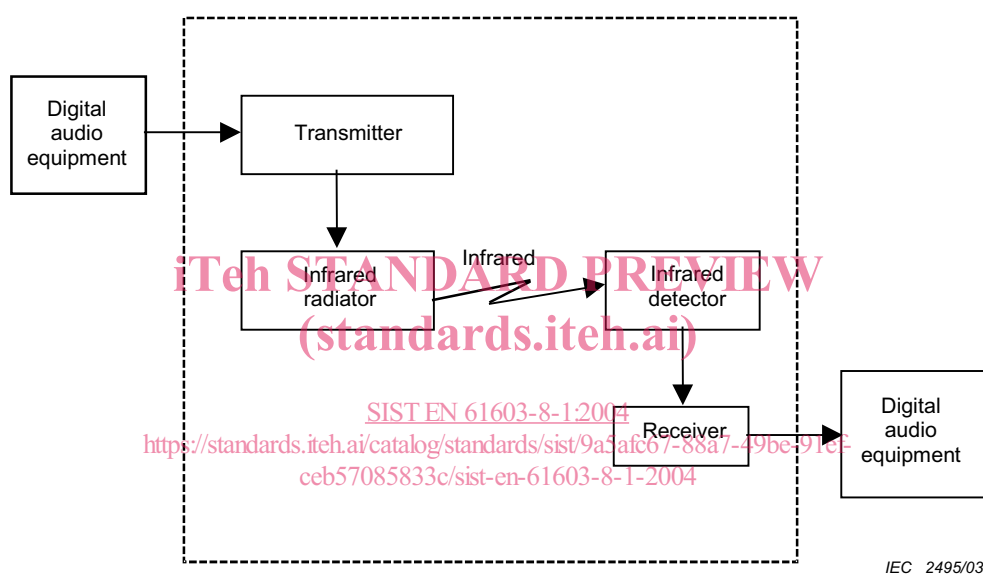 Digital
audio
equipment
Transmitter
Infrared
radiator
Infrared
Infrared
detector
iTeh STANDARD PREVIEW
(standards.iteh.ai)
SIST EN 61603-8-1:2004
https://standards.iteh.ai/catalog/standards/sist/9a5afc67-88a7-49be-91ef-
ceb57085833c/sist-en-61603-8-1-2004
Receiver
Digital
audio
equipment
IEC 2495/03